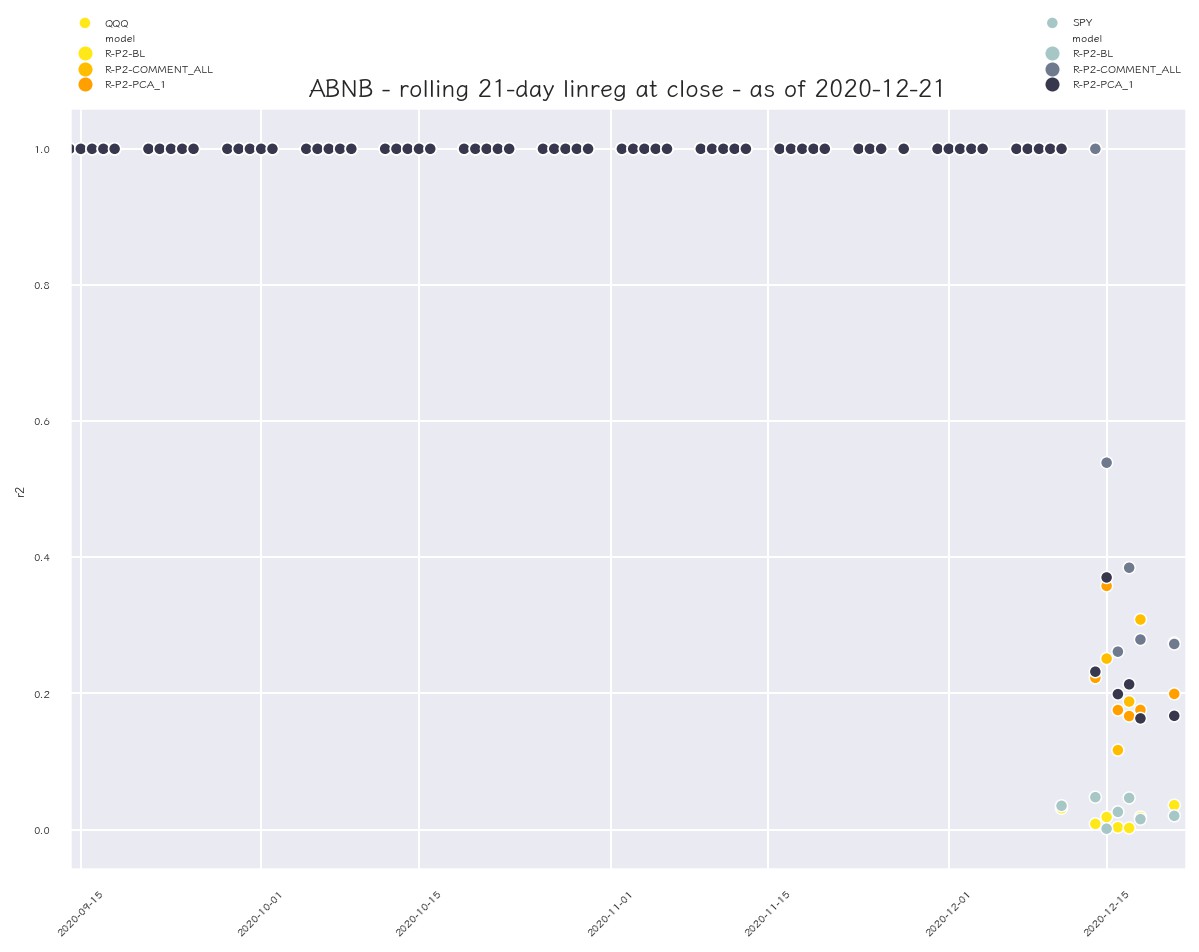 QQQ
model
R-P2-BL
R-P2-COMMENT_ALL
R-P2-PCA_1
SPY
model
R-P2-BL
R-P2-COMMENT_ALL
R-P2-PCA_1
ABNB - rolling 21-day linreg at close - as of 2020-12-21
1.0
0.8
0.6
0.4
0.2
0.0
r2
2020-09-15
2020-10-01
2020-10-15
2020-11-01
2020-11-15
2020-12-01
2020-12-15